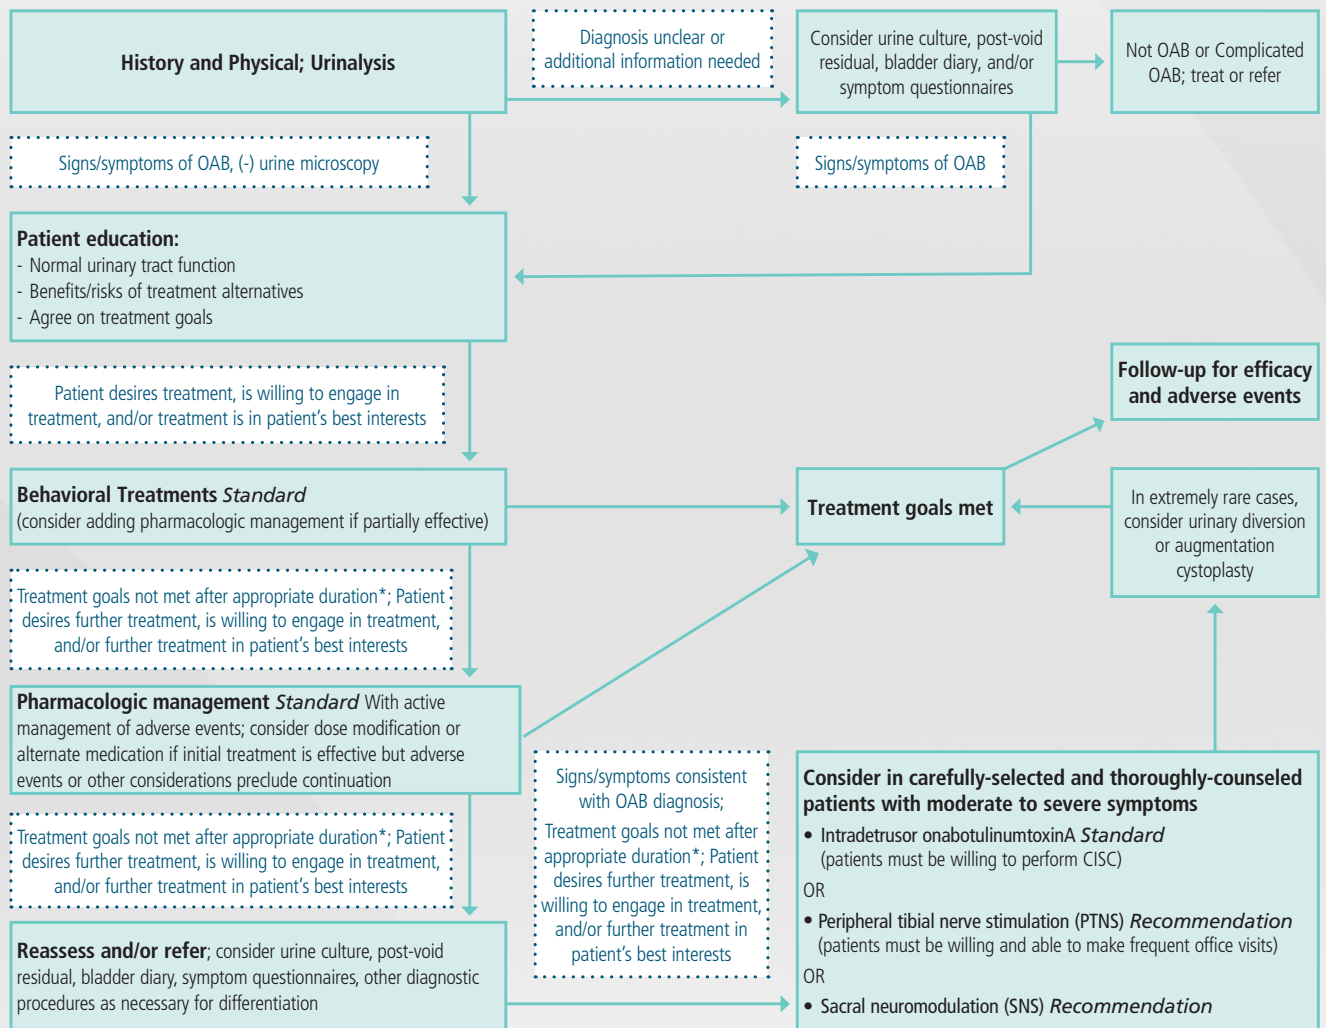 History and Physical; Urinalysis
Diagnosis unclear or
additional information needed
Consider urine culture, post-void
residual, bladder diary, and/or
symptom questionnaires
Not OAB or Complicated
OAB; treat or refer
Signs/symptoms of OAB, (-) urine microscopy
Signs/symptoms of OAB
Patient education:
- Normal urinary tract function
- Benefits/risks of treatment alternatives
- Agree on treatment goals
Patient desires treatment, is willing to engage in
treatment, and/or treatment is in patient's best interests
Follow-up for efficacy
and adverse events
Behavioral Treatments Standard
(consider adding pharmacologic management if partially effective)
Treatment goals met
In extremely rare cases,
consider urinary diversion
or augmentation
cystoplasty
Treatment goals not met after appropriate duration*; Patient
desires further treatment, is willing to engage in treatment,
and/or further treatment in patient's best interests
Pharmacologic management Standard With active
management of adverse events; consider dose modification or
alternate medication if initial treatment is effective but adverse
events or other considerations preclude continuation
Treatment goals not met after appropriate duration*; Patient
desires further treatment, is willing to engage in treatment,
and/or further treatment in patient's best interests
Signs/symptoms consistent
with OAB diagnosis;
Treatment goals not met after
appropriate duration*; Patient
desires further treatment, is
willing to engage in treatment,
and/or further treatment in
patient's best interests
Reassess and/or refer; consider urine culture, post-void
residual, bladder diary, symptom questionnaires, other diagnostic
procedures as necessary for differentiation
Consider in carefully-selected and thoroughly-counseled
patients with moderate to severe symptoms
• Intradetrusor onabotulinumtoxinA Standard
(patients must be willing to perform CISC)
OR
• Peripheral tibial nerve stimulation (PTNS) Recommendation
(patients must be willing and able to make frequent office visits)
OR
• Sacral neuromodulation (SNS) Recommendation